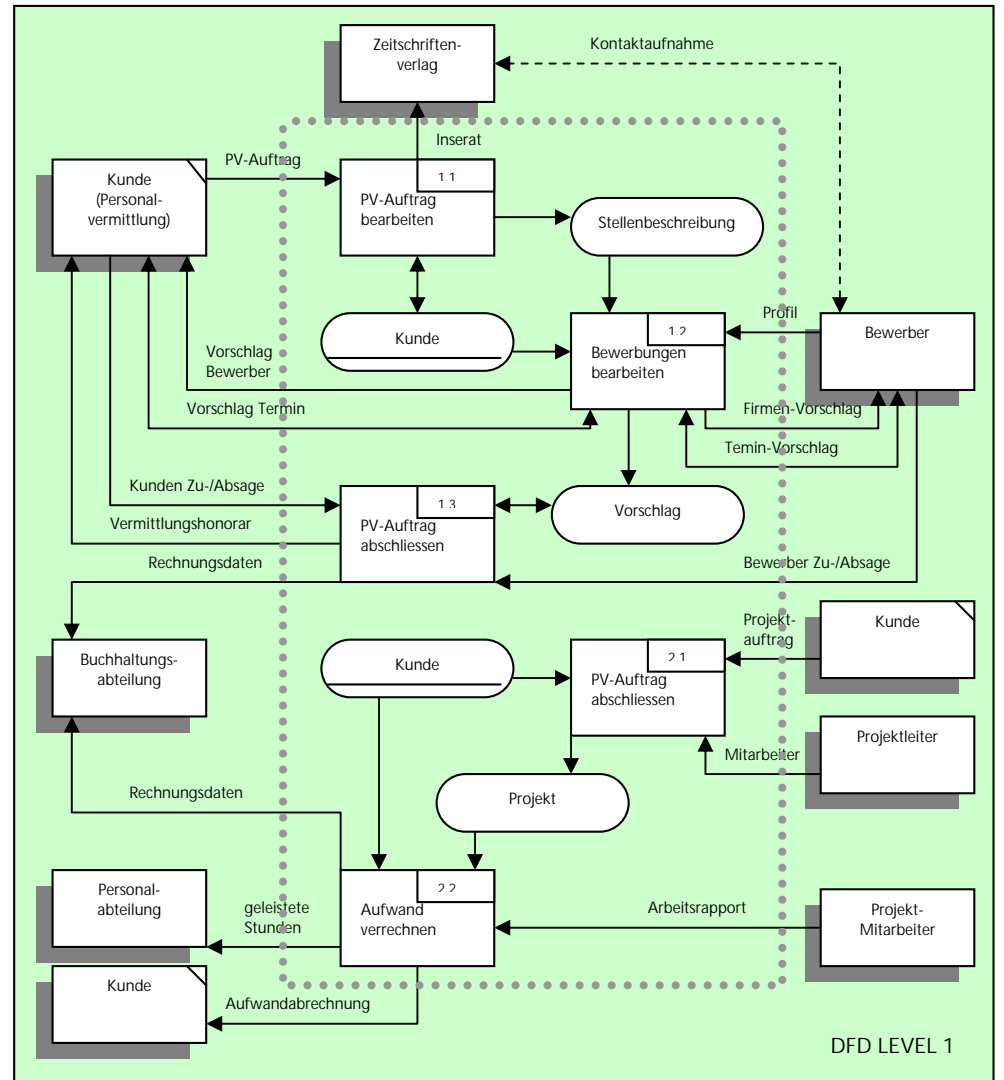 Zeitschriften-
verlag
Kontaktaufnahme
Inserat
PV-Auftrag
Kunde
(Personal-
vermittlung)
1.1
PV-Auftrag
bearbeiten
Stellenbeschreibung
Profil
Kunde
1.2
Bewerbungen
bearbeiten
Bewerber
Vorschlag
Bewerber
Vorschlag Termin
Firmen-Vorschlag
Temin-Vorschlag
Kunden Zu-/Absage
1.3
PV-Auftrag
abschliessen
Vorschlag
Vermittlungshonorar
Rechnungsdaten
Bewerber Zu-/Absage
Projekt-
auftrag
Kunde
Buchhaltungs-
abteilung
Kunde
2.1
PV-Auftrag
abschliessen
Projektleiter
Mitarbeiter
Rechnungsdaten
Projekt
Personal-
abteilung
geleistete
Stunden
2.2
Aufwand
verrechnen
Arbeitsrapport
Projekt-
Mitarbeiter
Kunde
Aufwandabrechnung
DFD LEVEL 1